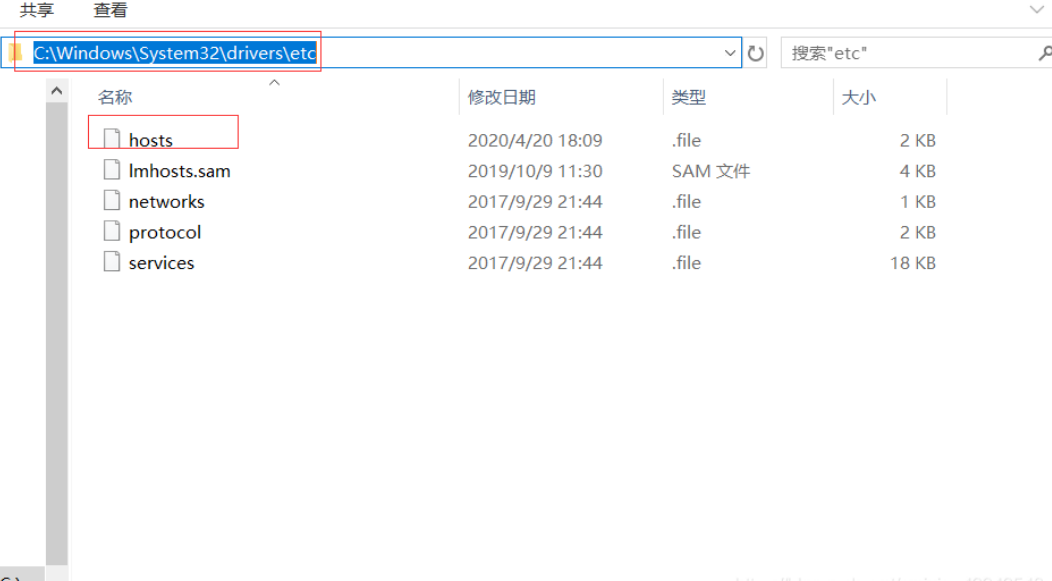 共享 查看
C:\Windows\System32\drivers\etc 搜索"etc"
名称 修改日期 类型 大小
hosts 2020/4/20 18:09 .file 2 KB
lmhosts.sam 2019/10/9 11:30 SAM 文件 4 KB
networks 2017/9/29 21:44 .file 1 KB
protocol 2017/9/29 21:44 .file 2 KB
services 2017/9/29 21:44 .file 18 KB